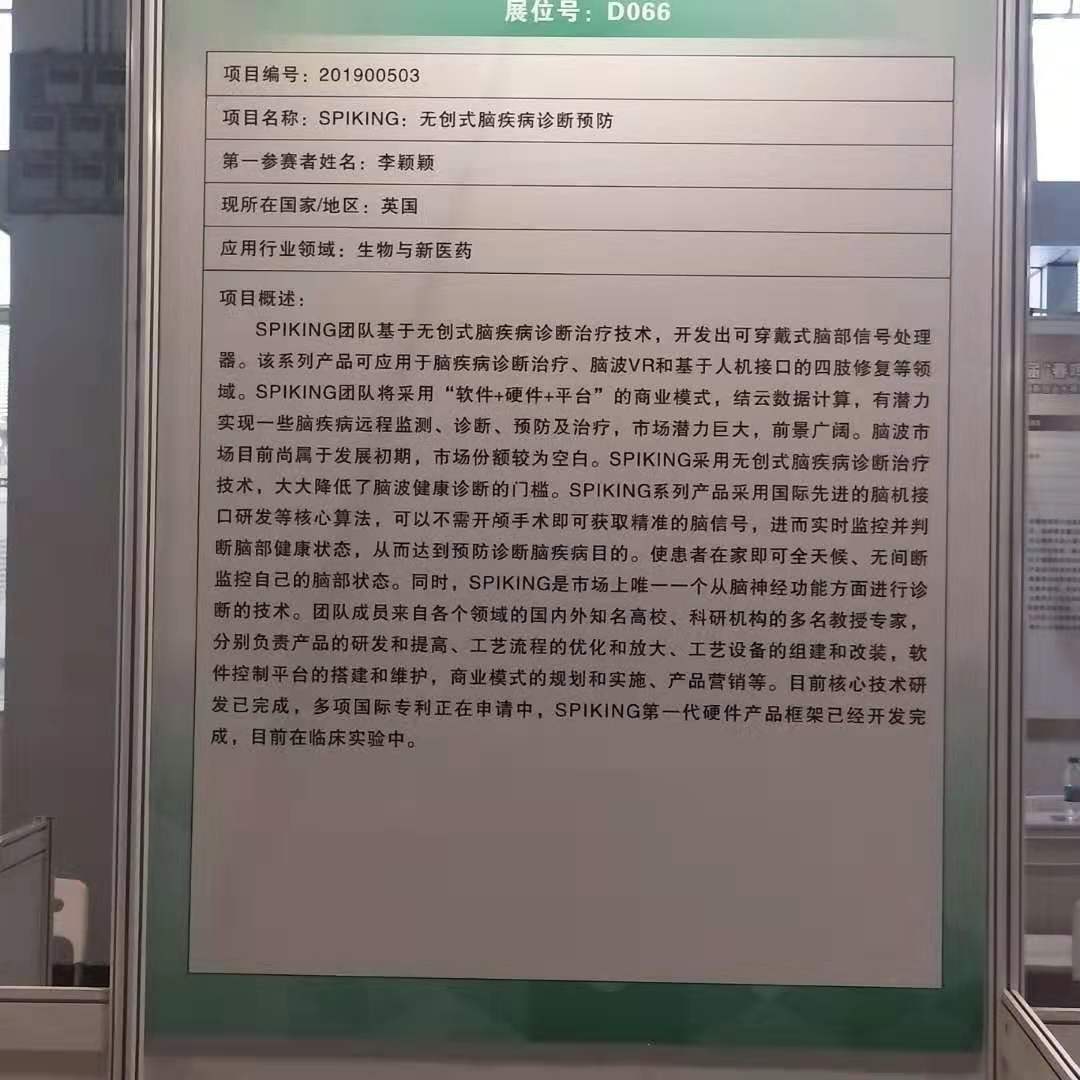 展位号：D066
项目编号：201900503
项目名称：SPIKING：无创式脑疾病诊断预防
第一参赛者姓名：李颖颖
现所在国家/地区：英国
应用行业领域：生物与新医药
项目概述：
SPIKING团队基于无创式脑疾病诊断治疗技术，开发出可穿戴式脑部信号处理
器。该系列产品可应用于脑疾病诊断治疗、脑波VR和基于人机接口的四肢修复等领
域。SPIKING团队将采用“软件+硬件+平台”的商业模式，结云数据计算，有潜力
实现一些脑疾病远程监测、诊断、预防及治疗，市场潜力巨大，前景广阔。脑波市
场目前尚属于发展初期，市场份额较为空白。SPIKING采用无创式脑疾病诊断治疗
技术，大大降低了脑波健康诊断的门槛。SPIKING系列产品采用国际先进的脑机接
口研发等核心算法，可以不需开颅手术即可获取精准的脑信号，进而实时监控并判
断脑部健康状态，从而达到预防诊断脑疾病目的。使患者在家即可全天候、无间断
监控自己的脑部状态。同时，SPIKING是市场上唯一一个从脑神经功能方面进行诊
断的技术。团队成员来自各个领域的国内外知名高校、科研机构的多名教授专家，
分别负责产品的研发和提高、工艺流程的优化和放大、工艺设备的组建和改装，软
件控制平台的搭建和维护，商业模式的规划和实施、产品营销等。目前核心技术研
发已完成，多项国际专利正在申请中，SPIKING第一代硬件产品框架已经开发完
成，目前在临床实验中。